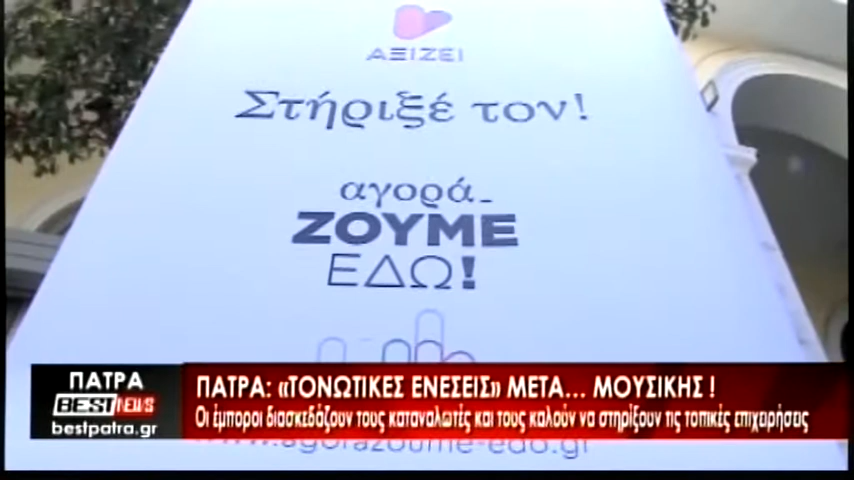 ΑΞΙΖΕΙ
Στήριξέ τον!
αγορά_
ΖΟΥΜΕ
ΕΔΩ!
ΠΑΤΡΑ
BEST NEWS
bestpatra.gr
ΠΑΤΡΑ: «ΤΟΝΩΤΙΚΕΣ ΕΝΕΣΕΙΣ» ΜΕΤΑ... ΜΟΥΣΙΚΗΣ !
Οι έμποροι διασκεδάζουν τους καταναλωτές και τους καλούν να στηρίξουν τις τοπικές επιχειρήσεις
www.agorazoume-edo.gr